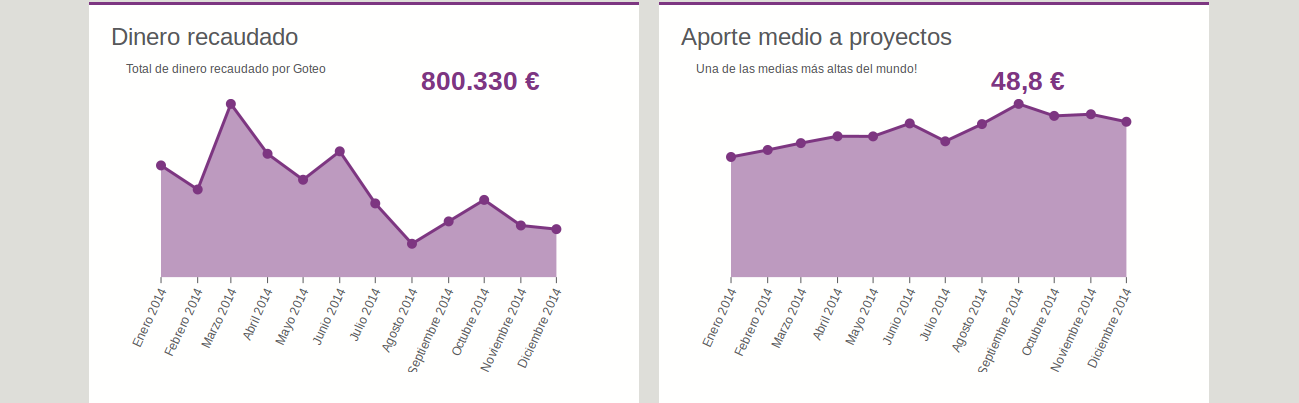 Dinero recaudado
Total de dinero recaudado por Goteo
800.330 €
Enero 2014
Febrero 2014
Marzo 2014
Abril 2014
Mayo 2014
Junio 2014
Julio 2014
Agosto 2014
Septiembre 2014
Octubre 2014
Noviembre 2014
Diciembre 2014
Aporte medio a proyectos
Una de las medias más altas del mundo!
48,8 €
Enero 2014
Febrero 2014
Marzo 2014
Abril 2014
Mayo 2014
Junio 2014
Julio 2014
Agosto 2014
Septiembre 2014
Octubre 2014
Noviembre 2014
Diciembre 2014